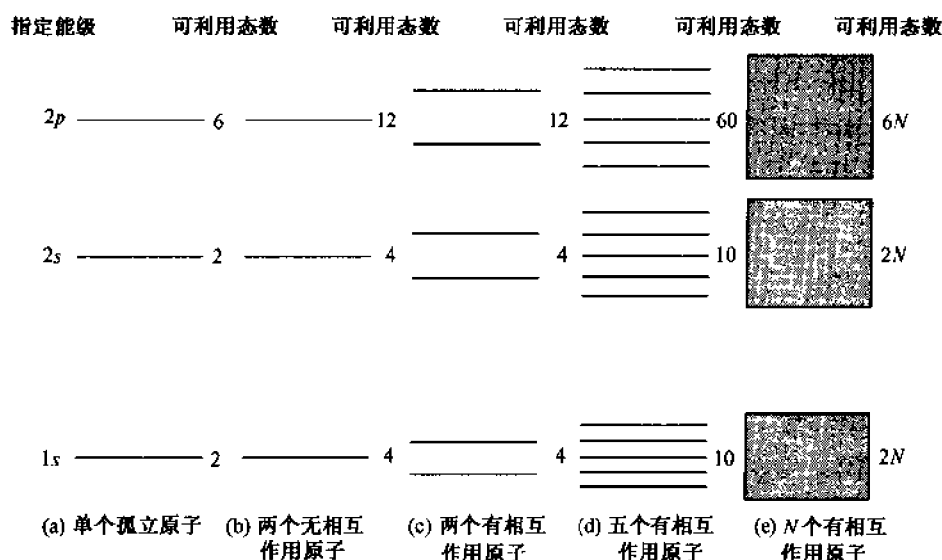 指定能级 可利用态数 可利用态数 可利用态数 可利用态数 可利用态数
2p 6 12 12 60 6N
2s 2 4 4 10 2N
1s 2 4 4 10 2N
(a) 单个孤立原子 (b) 两个无相互 (c) 两个有相互 (d) 五个有相互 (e) N个有相互
作用原子 作用原子 作用原子 作用原子